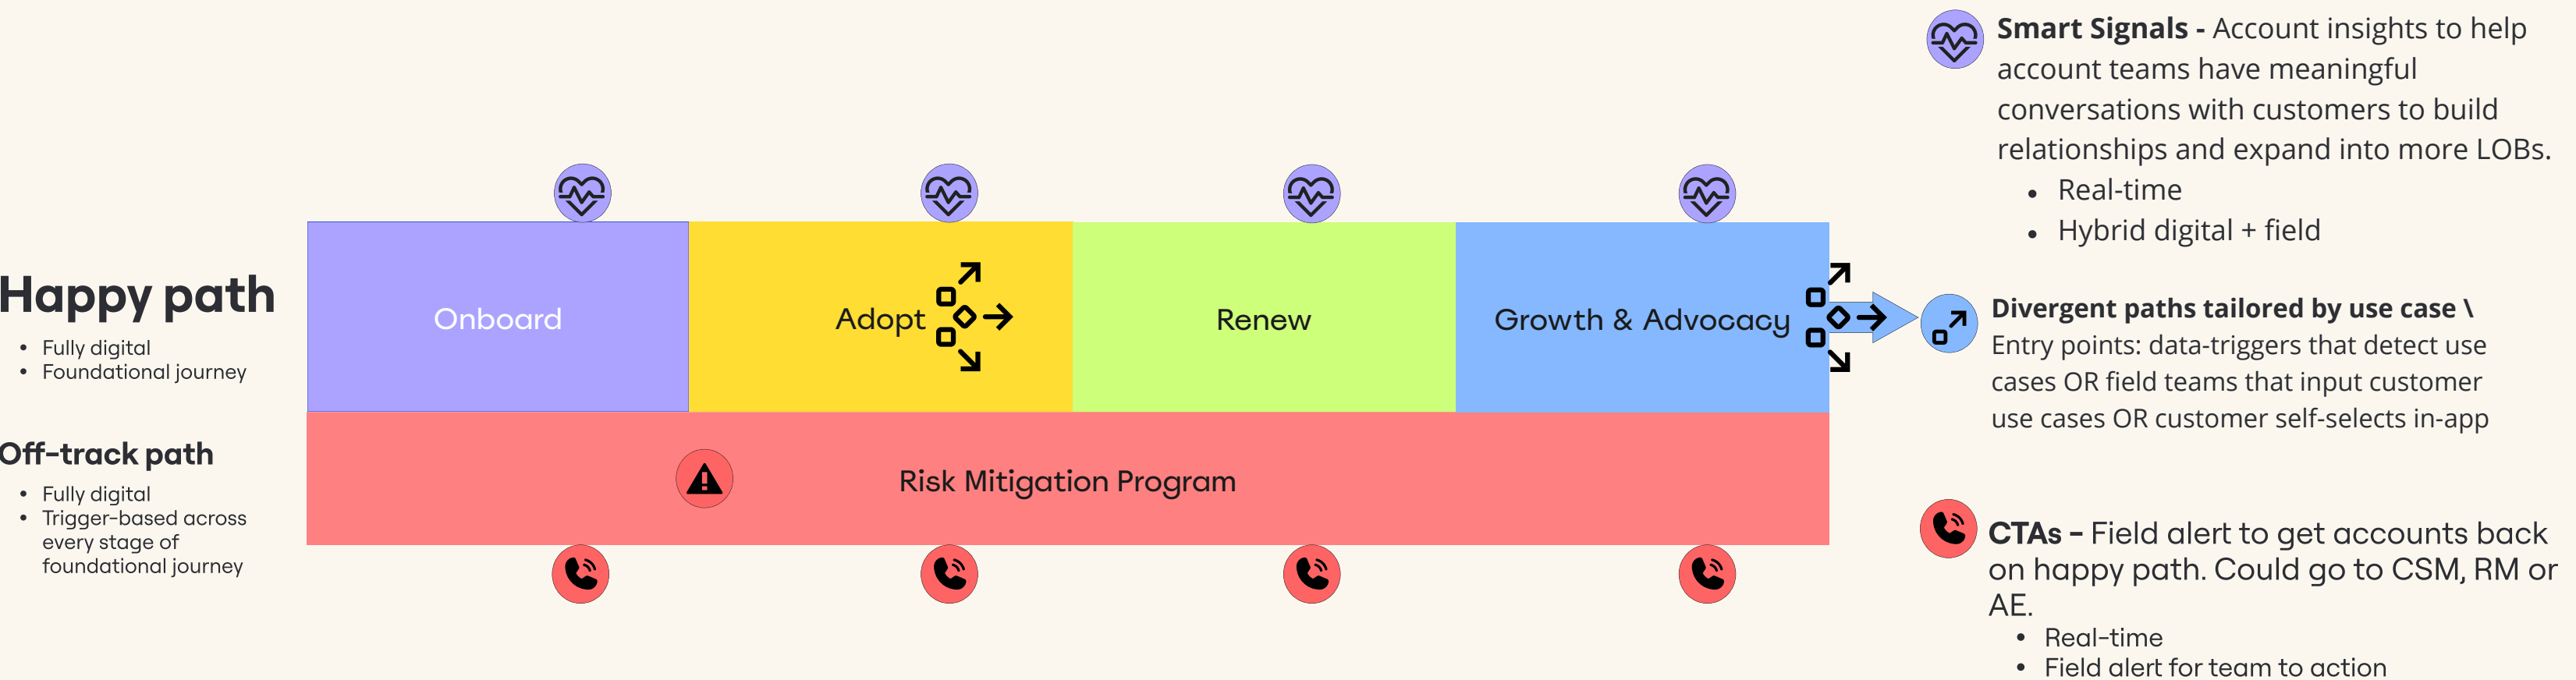 Happy path
• Fully digital
• Foundational journey
Off-track path
• Fully digital
• Trigger-based across
every stage of
foundational journey
Onboard
Adopt
Renew
Growth & Advocacy
Risk Mitigation Program
Smart Signals - Account insights to help
account teams have meaningful
conversations with customers to build
relationships and expand into more LOBs.
• Real-time
• Hybrid digital + field
Divergent paths tailored by use case \
Entry points: data-triggers that detect use
cases OR field teams that input customer
use cases OR customer self-selects in-app
CTAs – Field alert to get accounts back
on happy path. Could go to CSM, RM or
AE.
• Real-time
• Field alert for team to action